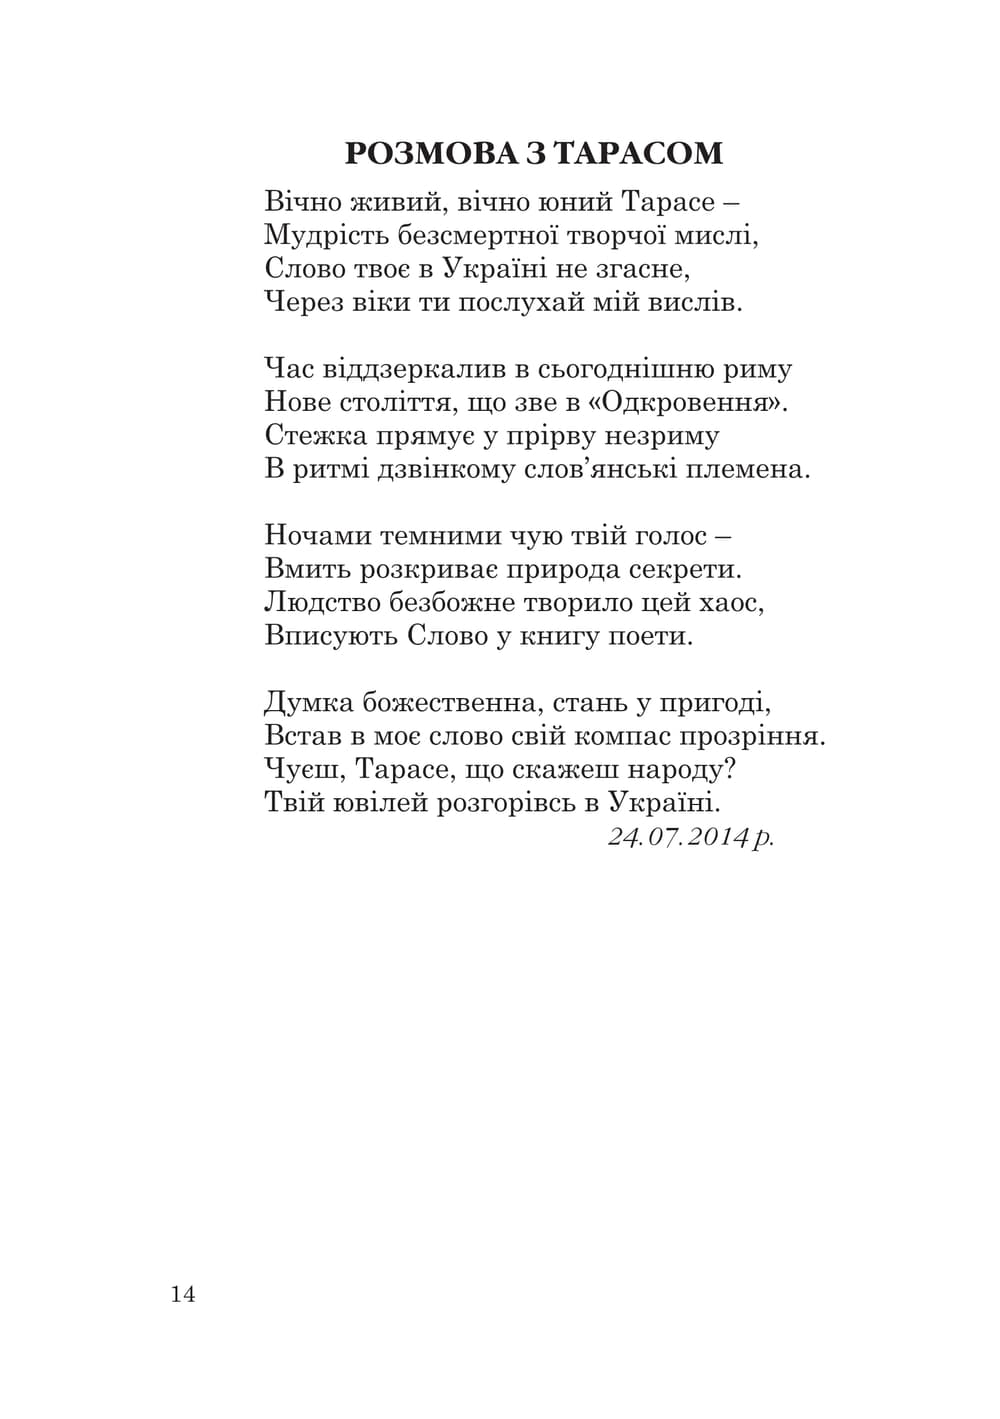 РОЗМОВА З ТАРАСОМ
Вічно живий, вічно юний Тарасе –
Мудрість безсмертної творчої мислі,
Слово твоє в Україні не згасне,
Через віки ти послухай мій вислів.
Час віддзеркалив в сьогоднішню риму
Нове століття, що зве в «Одкровення».
Стежка прямує у прірву незриму
В ритмі дзвінкому слов’янські племена.
Ночами темними чую твій голос –
Вмить розкриває природа секрети.
Людство безбожне творило цей хаос,
Вписують Слово у книгу поети.
Думка божественна, стань у пригоді,
Встав в моє слово свій компас прозріння.
Чуєш, Тарасе, що скажеш народу?
Твій ювілей розгорівсь в Україні.
24.07.2014 р.
14